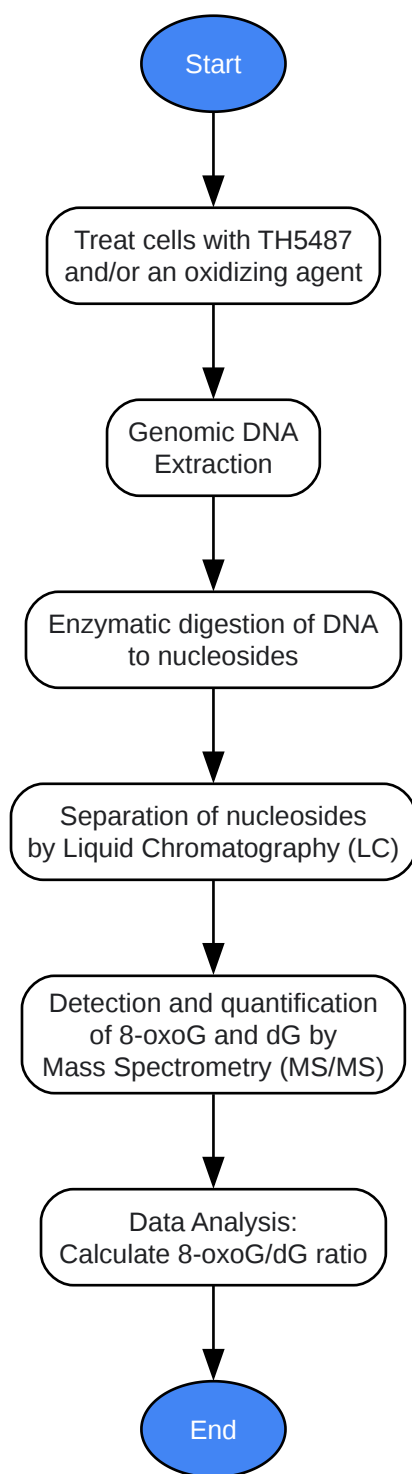 Start
Treat cells with TH5487
and/or an oxidizing agent
Genomic DNA
Extraction
Enzymatic digestion of DNA
to nucleosides
Separation of nucleosides
by Liquid Chromatography (LC)
Detection and quantification
of 8-oxoG and dG by
Mass Spectrometry (MS/MS)
Data Analysis:
Calculate 8-oxoG/dG ratio
End